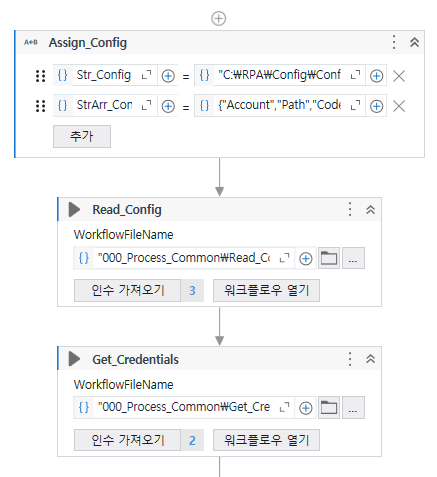 A+B Assign_Config
{} Str_Config = {} "C:\RPA\Config\Conf
{} StrArr_Con = {} {"Account","Path","Code
추가
Read_Config
WorkflowFileName
{} "000_Process_Common\Read_Co ...
인수 가져오기 3 워크플로우 열기
Get_Credentials
WorkflowFileName
{} "000_Process_Common\Get_Cre ...
인수 가져오기 2 워크플로우 열기